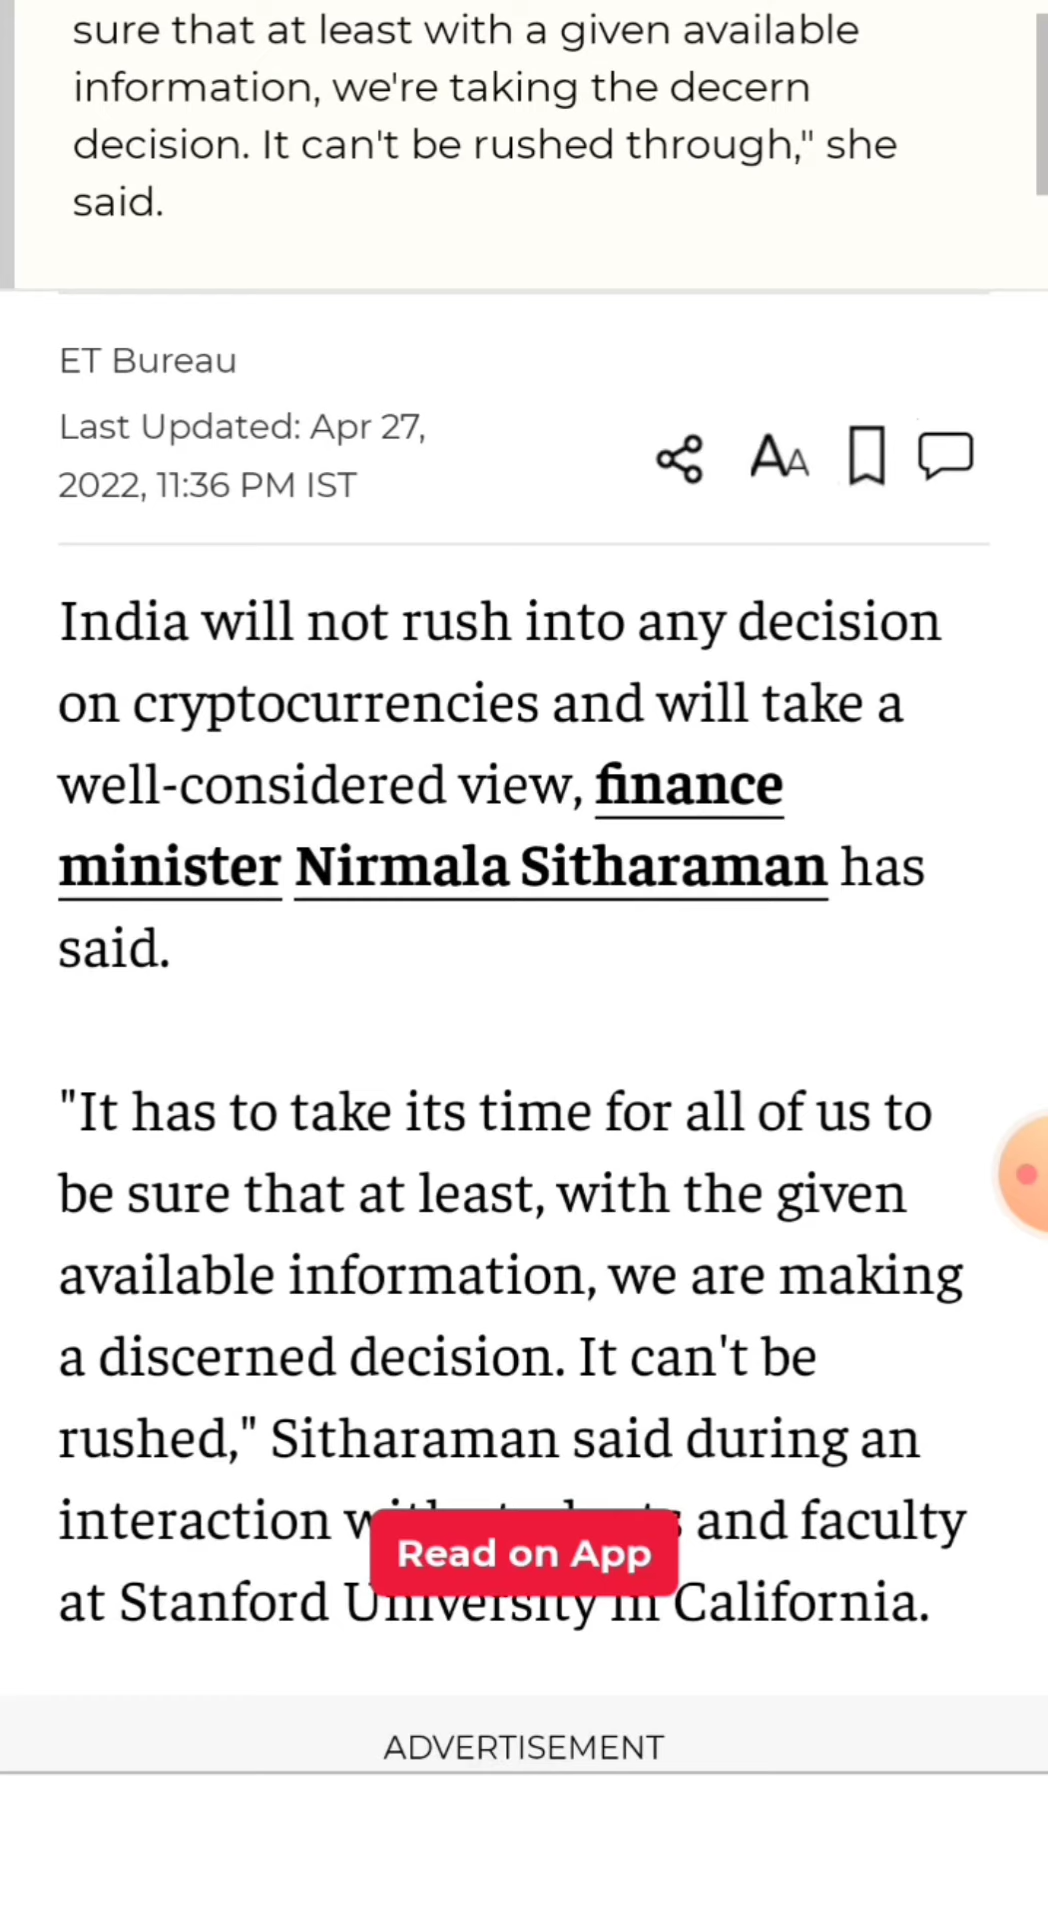 sure that at least with a given available
information, we're taking the decern
decision. It can't be rushed through," she
said.
ET Bureau
Last Updated: Apr 27,
2022, 11:36 PM IST
AA
India will not rush into any decision
on cryptocurrencies and will take a
well-considered view, finance
minister Nirmala Sitharaman has
said.
"It has to take its time for all of us to
be sure that at least, with the given
available information, we are making
a discerned decision. It can't be
rushed," Sitharaman said during an
interaction and faculty
Read on App
at Stanford University in California.
ADVERTISEMENT